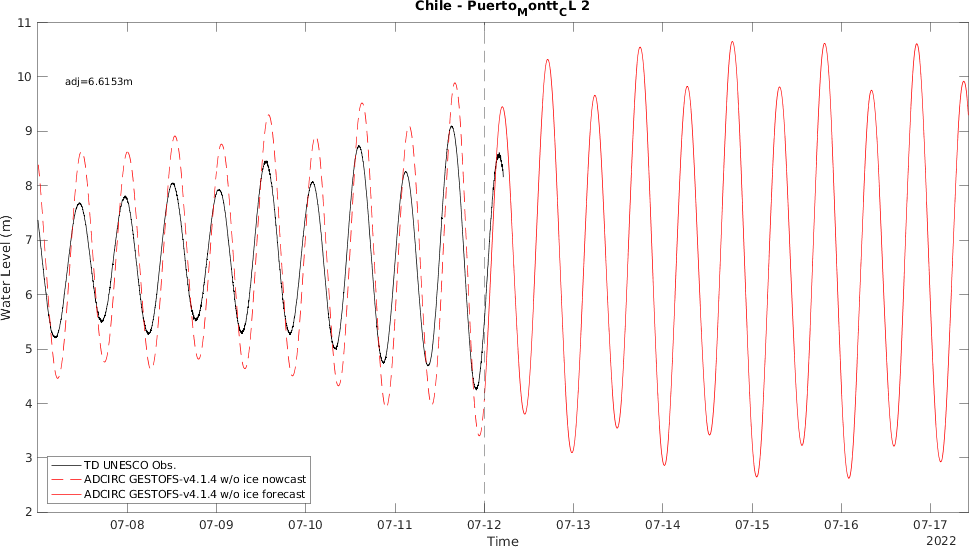 Chile - PuertoMonttCL 2
11
10
9
8
7
6
5
4
3
2
Water Level (m)
adj=6.6153m
TD UNESCO Obs.
ADCIRC GESTOFS-v4.1.4 w/o ice nowcast
ADCIRC GESTOFS-v4.1.4 w/o ice forecast
07-08 07-09 07-10 07-11 07-12 07-13 07-14 07-15 07-16 07-17
Time
2022